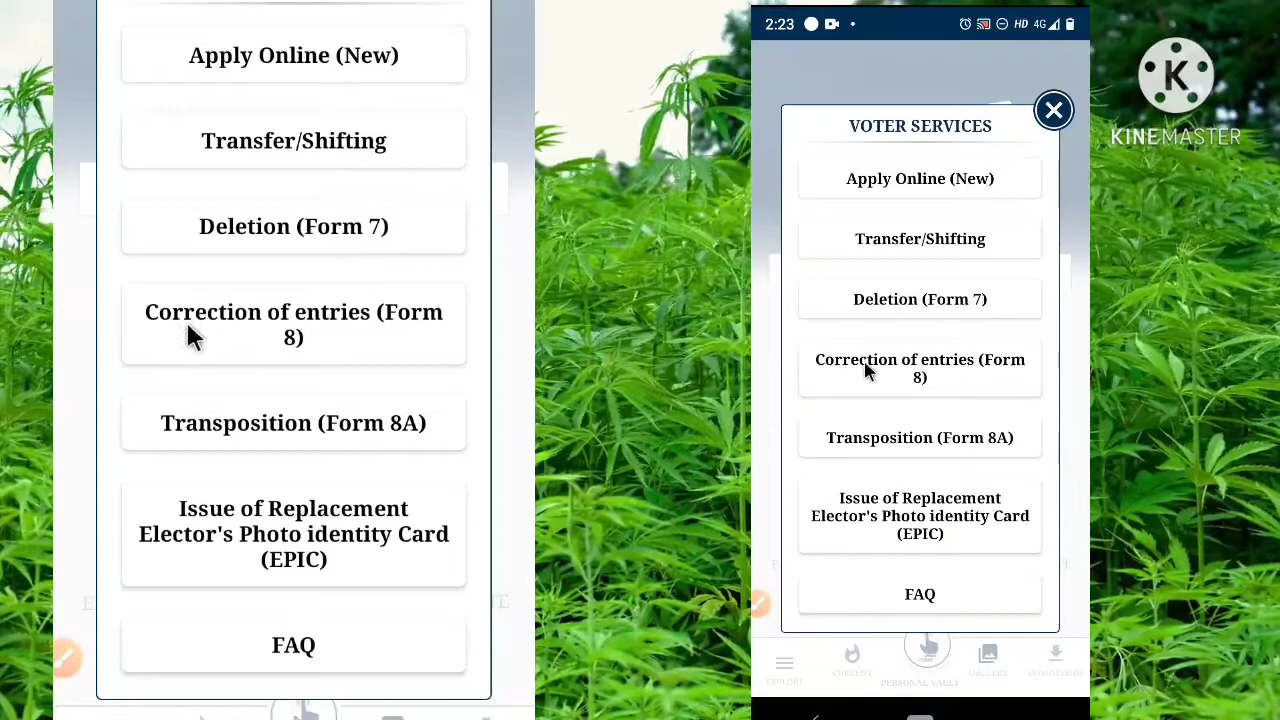 Apply Online (New)
Transfer/Shifting
Deletion (Form 7)
Correction of entries (Form
8)
Transposition (Form 8A)
Issue of Replacement
Elector's Photo identity Card
(EPIC)
FAQ
2:23
HD 4G
VOTER SERVICES
Apply Online (New)
Transfer/Shifting
Deletion (Form 7)
Correction of entries (Form
8)
Transposition (Form 8A)
Issue of Replacement
Elector's Photo identity Card
(EPIC)
FAQ
EXPLORE
CURRENT
PERSONAL VAULT
GALLERY
DOWNLOADS
K
KINEMASTER